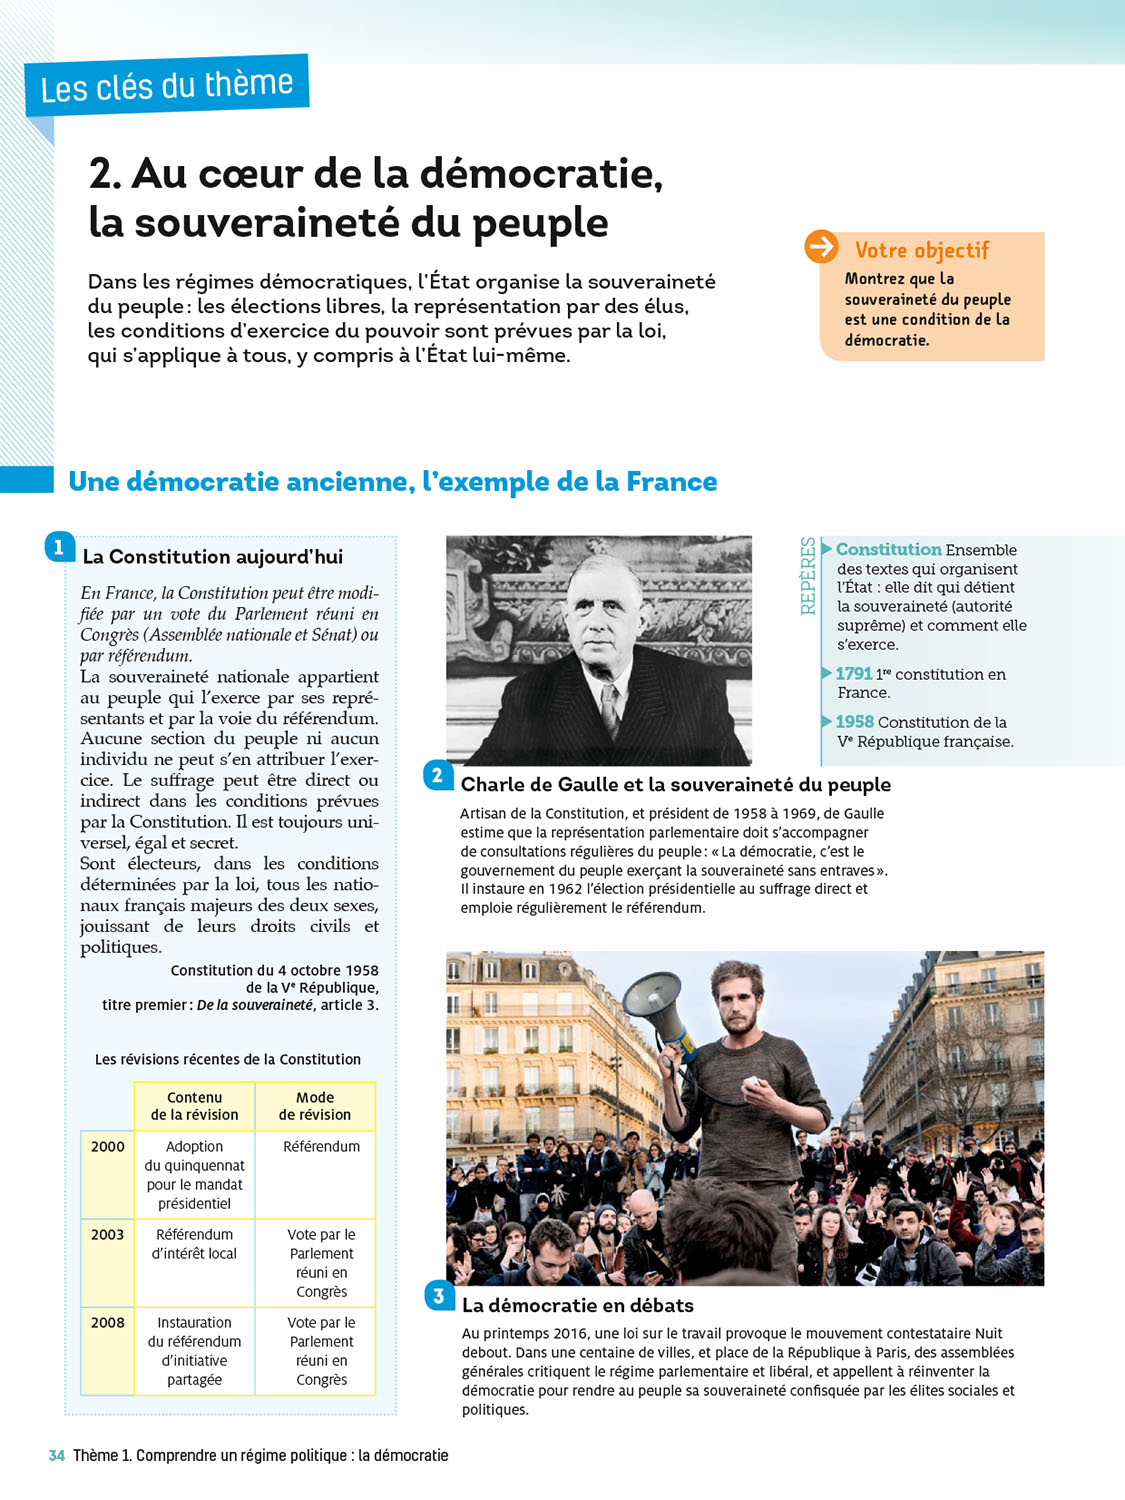 Les clés du thème
2. Au cœur de la démocratie,
la souveraineté du peuple
Dans les régimes démocratiques, l'État organise la souveraineté
du peuple : les élections libres, la représentation par des élus,
les conditions d'exercice du pouvoir sont prévues par la loi,
qui s'applique à tous, y compris à l'État lui-même.
Votre objectif
Montrez que la
souveraineté du peuple
est une condition de la
démocratie.
Une démocratie ancienne, l'exemple de la France
1
La Constitution aujourd'hui
En France, la Constitution peut être modi-
fiée par un vote du Parlement réuni en
Congrès (Assemblée nationale et Sénat) ou
par référendum.
La souveraineté nationale appartient
au peuple qui l'exerce par ses repré-
sentants et par la voie du référendum.
Aucune section du peuple ni aucun
individu ne peut s'en attribuer l'exer-
cice. Le suffrage peut être direct ou
indirect dans les conditions prévues
par la Constitution. Il est toujours uni-
versel, égal et secret.
Sont électeurs, dans les conditions
déterminées par la loi, tous les natio-
naux français majeurs des deux sexes,
jouissant de leurs droits civils et
politiques.
Constitution du 4 octobre 1958
de la Ve République,
titre premier : De la souveraineté, article 3.
Les révisions récentes de la Constitution
Contenu
de la révision
Mode
de révision
2000
Adoption
du quinquennat
pour le mandat
présidentiel
Référendum
2003
Référendum
d'intérêt local
Vote par le
Parlement
réuni en
Congrès
2008
Instauration
du référendum
d'initiative
partagée
Vote par le
Parlement
réuni en
Congrès
REPÈRES
Constitution Ensemble
des textes qui organisent
l'État : elle dit qui détient
la souveraineté (autorité
suprême) et comment elle
s'exerce.
1791 1re constitution en
France.
1958 Constitution de la
Ve République française.
2
Charle de Gaulle et la souveraineté du peuple
Artisan de la Constitution, et président de 1958 à 1969, de Gaulle
estime que la représentation parlementaire doit s'accompagner
de consultations régulières du peuple : « La démocratie, c'est le
gouvernement du peuple exerçant la souveraineté sans entraves ».
Il instaure en 1962 l'élection présidentielle au suffrage direct et
emploie régulièrement le référendum.
3
La démocratie en débats
Au printemps 2016, une loi sur le travail provoque le mouvement contestataire Nuit
debout. Dans une centaine de villes, et place de la République à Paris, des assemblées
générales critiquent le régime parlementaire et libéral, et appellent à réinventer la
démocratie pour rendre au peuple sa souveraineté confisquée par les élites sociales et
politiques.
34 Thème 1. Comprendre un régime politique : la démocratie